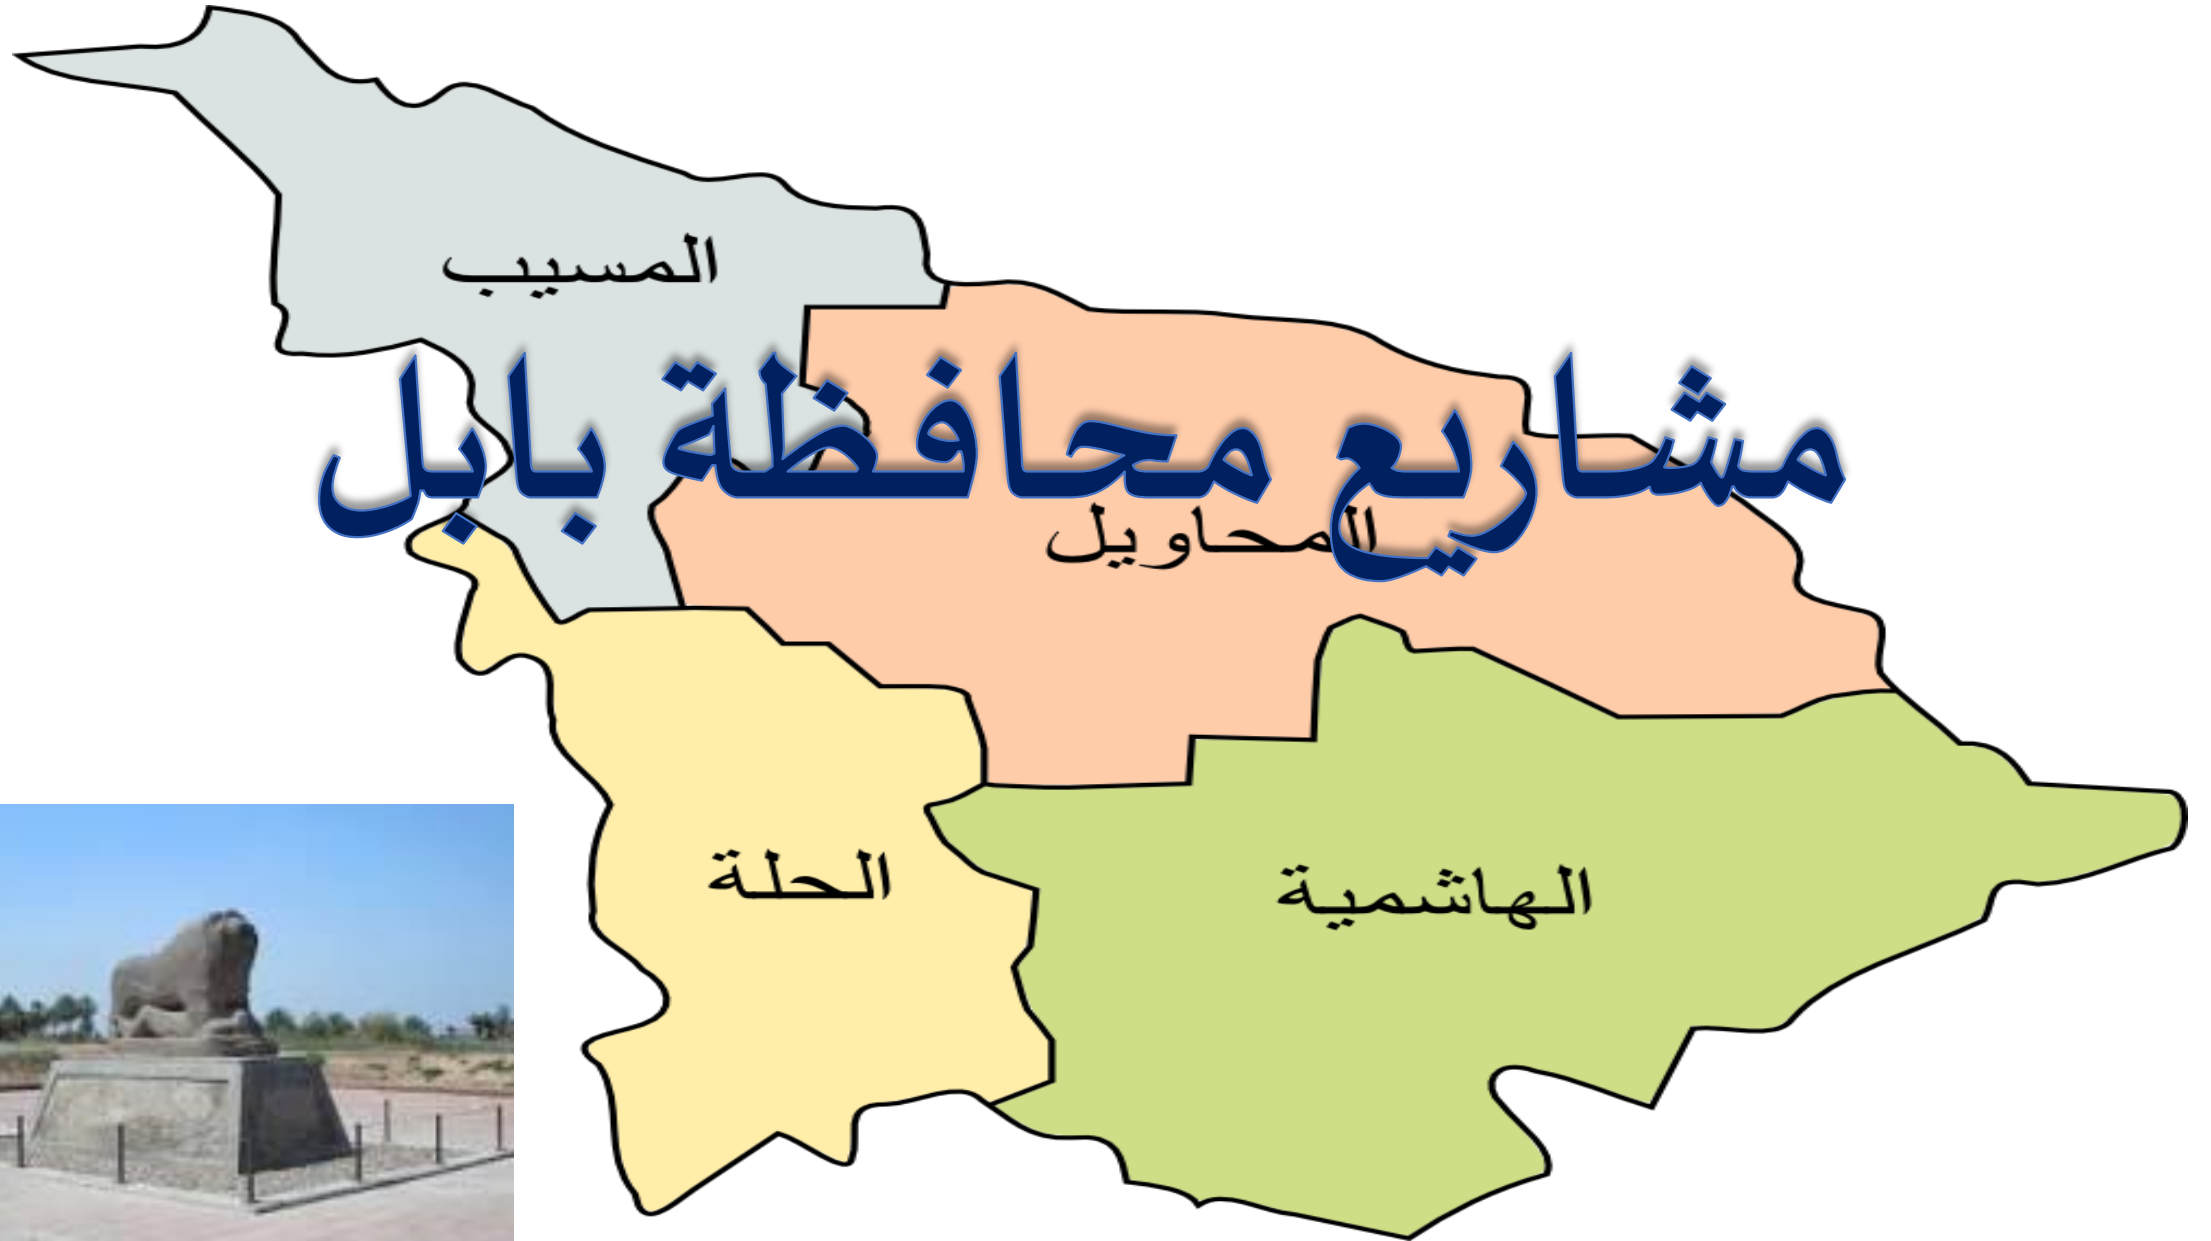 المسيب
مشاريع محافظة بابل
المحاويل
الحلة
الهاشمية